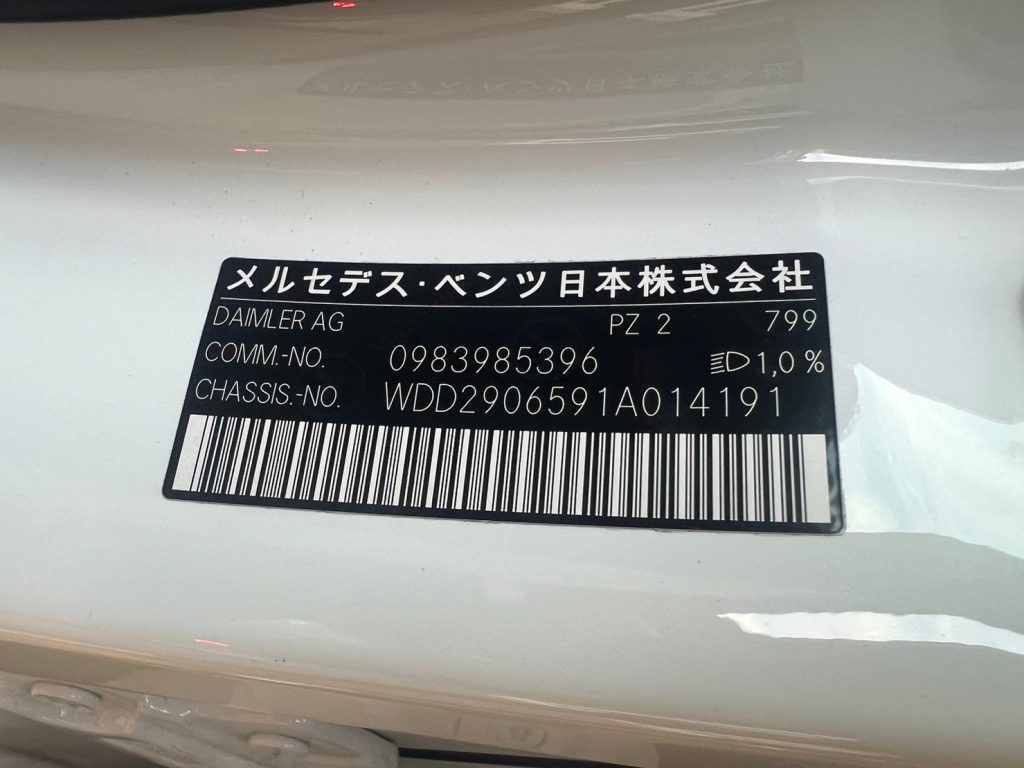 メルセデス・ベンツ日本株式会社
DAIMLER AG PZ 2 799
COMM.-NO. 0983985396 1,0 %
CHASSIS.-NO. WDD2906591A014191